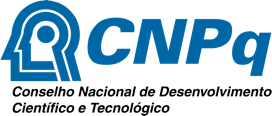 CNPq
Conselho Nacional de Desenvolvimento
Científico e Tecnológico